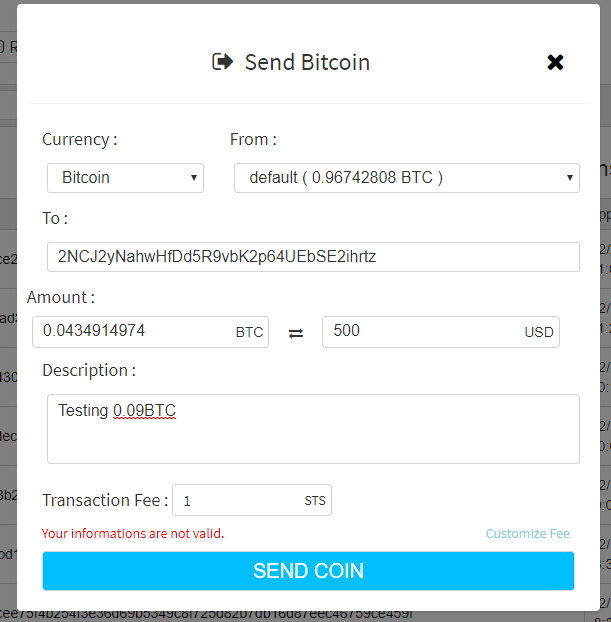 Send Bitcoin
Currency : From :
Bitcoin default ( 0.96742808 BTC )
To :
2NCJ2yNahwHfDd5R9vbK2p64UEbSE2ihrtz
Amount :
0.0434914974 BTC 500 USD
Description :
Testing 0.09BTC
Transaction Fee : 1 STS
Your informations are not valid.
Customize Fee
SEND COIN